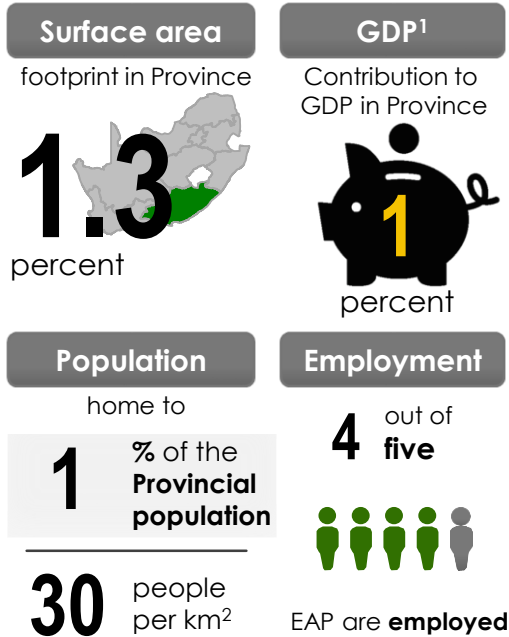 Surface area
footprint in Province
1.3
percent
GDP¹
Contribution to
GDP in Province
1
percent
Population
home to
1
% of the
Provincial
population
30
people
per km²
Employment
4
out of
five
EAP are employed